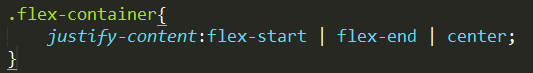 .flex-container{
    justify-content:flex-start | flex-end | center;
}